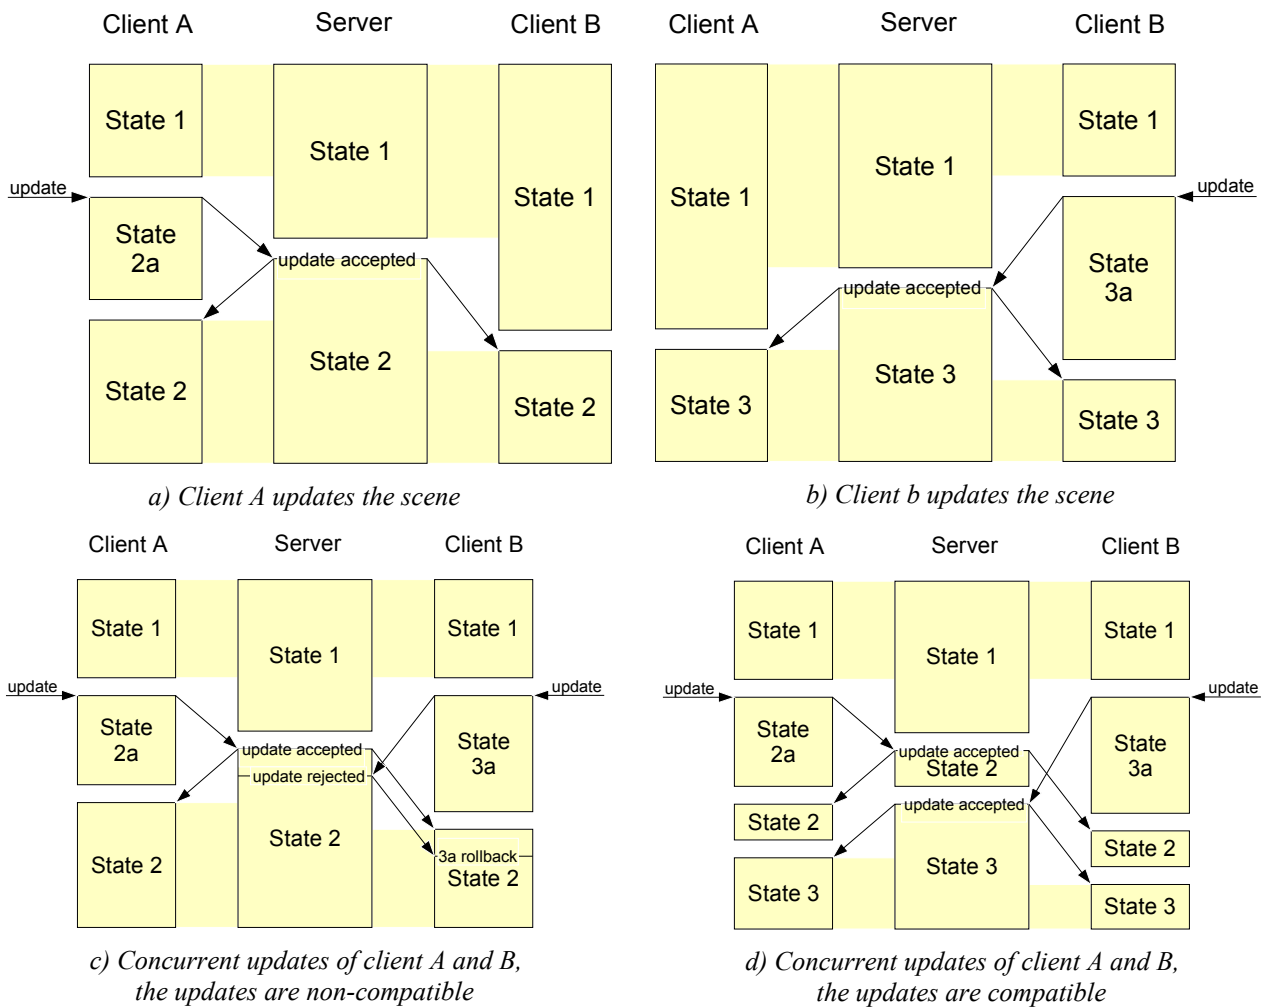 Client A
Server
Client B
State 1
State 1
State 1
update
State
2a
update accepted
State 2
State 2
State 2
a) Client A updates the scene
Client A
Server
Client B
State 1
State 1
State 1
update
State
3a
update accepted
State 3
State 3
State 3
b) Client b updates the scene
Client A
Server
Client B
State 1
State 1
State 1
update
update
State
2a
State
3a
update accepted
update rejected
State 2
State 2
3a rollback
State 2
c) Concurrent updates of client A and B,
the updates are non-compatible
Client A
Server
Client B
State 1
State 1
State 1
update
update
State
2a
State
3a
update accepted
State 2
State 2
update accepted
State 2
State 3
State 3
State 3
d) Concurrent updates of client A and B,
the updates are compatible